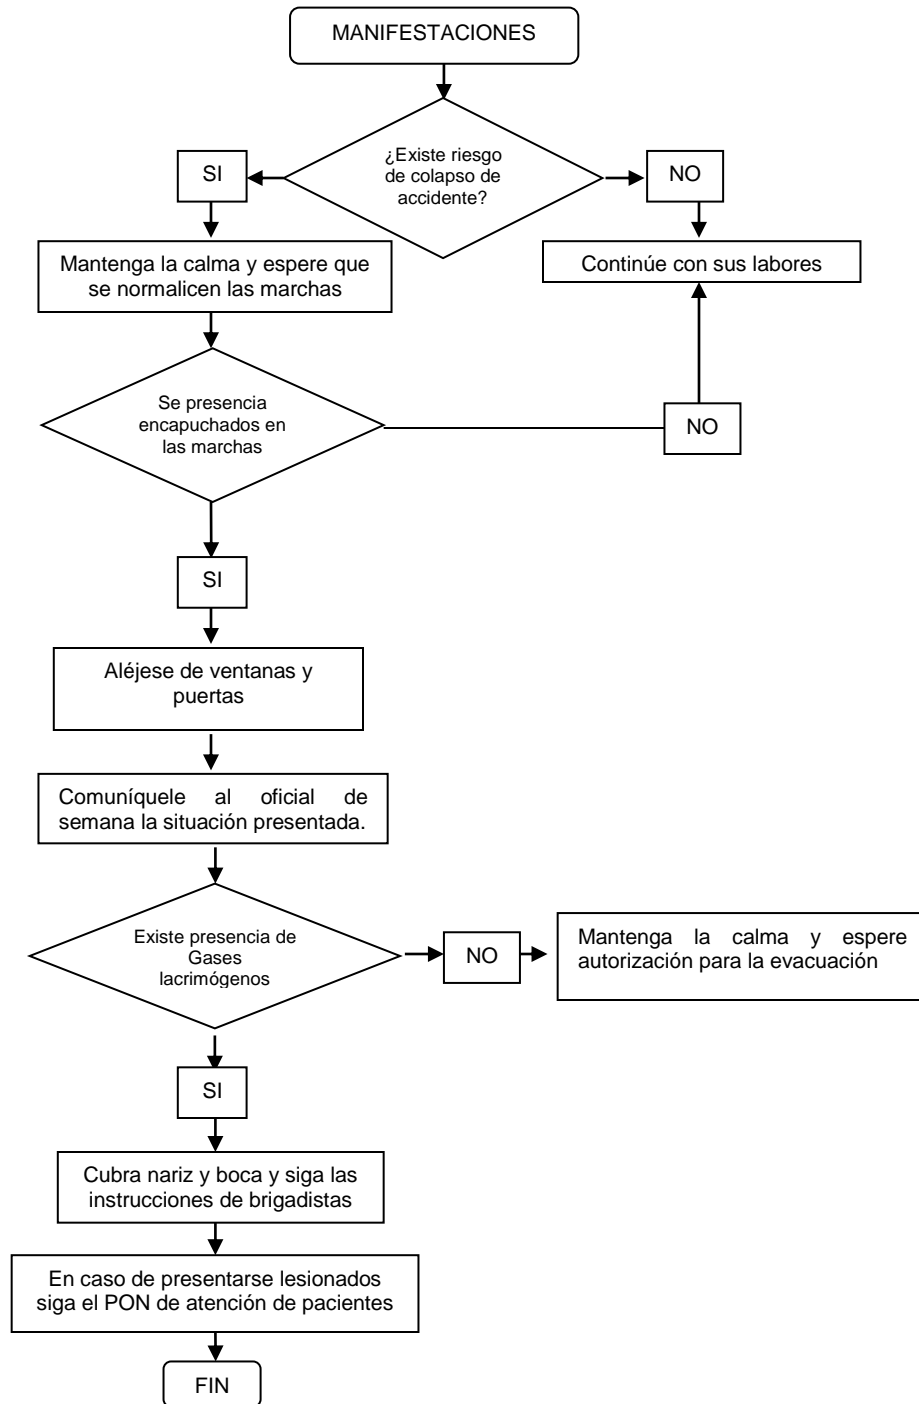 MANIFESTACIONES
¿Existe riesgo
de colapso de
accidente?
SI
NO
Mantenga la calma y espere que
se normalicen las marchas
Continúe con sus labores
Se presencia
encapuchados en
las marchas
NO
SI
Aléjese de ventanas y
puertas
Comuníquele al oficial de
semana la situación presentada.
Existe presencia de
Gases
lacrimógenos
NO
Mantenga la calma y espere
autorización para la evacuación
SI
Cubra nariz y boca y siga las
instrucciones de brigadistas
En caso de presentarse lesionados
siga el PON de atención de pacientes
FIN